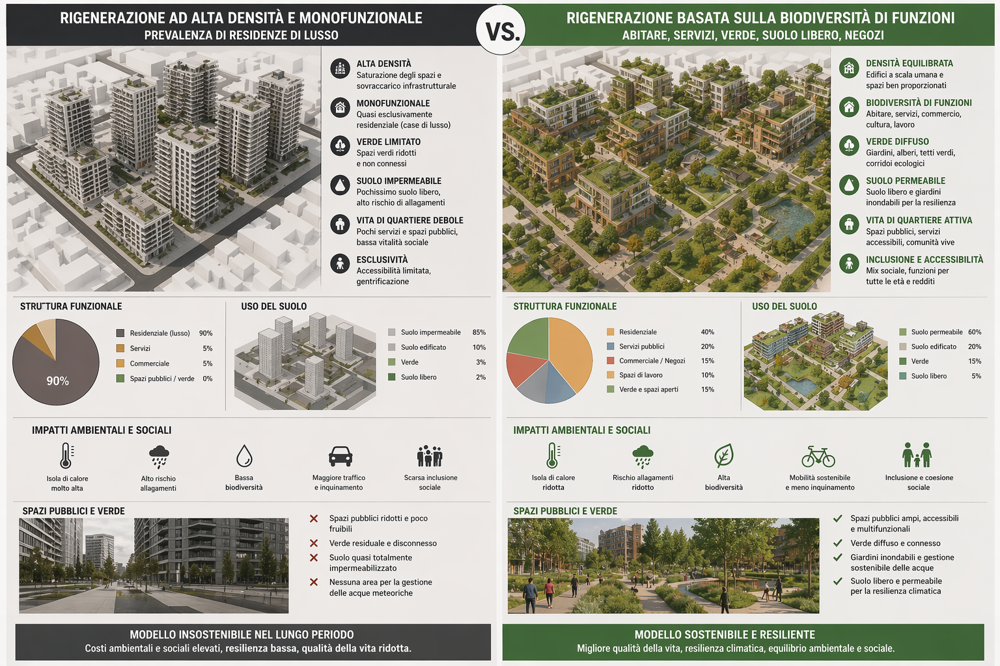 RIGENERAZIONE AD ALTA DENSITÀ E MONOFUNZIONALE
PREVALENZA DI RESIDENZE DI LUSSO
VS.
RIGENERAZIONE BASATA SULLA BIODIVERSITÀ DI FUNZIONI
ABITARE, SERVIZI, VERDE, SUOLO LIBERO, NEGOZI
ALTA DENSITÀ
Saturazione degli spazi e
sovraccarico infrastrutturale
MONOFUNZIONALE
Quasi esclusivamente
residenziale (case di lusso)
VERDE LIMITATO
Spazi verdi ridotti
e non connessi
SUOLO IMPERMEABILE
Pochissimo suolo libero,
alto rischio di allagamenti
VITA DI QUARTIERE DEBOLE
Pochi servizi e spazi pubblici,
bassa vitalità sociale
ESCLUSIVITÀ
Accessibilità limitata,
gentrificazione
DENSITÀ EQUILIBRATA
Edifici a scala umana e
spazi ben proporzionati
BIODIVERSITÀ DI FUNZIONI
Abitare, servizi, commercio,
cultura, lavoro
VERDE DIFFUSO
Giardini, alberi, tetti verdi,
corridoi ecologici
SUOLO PERMEABILE
Suolo libero e giardini
inondabili per la resilienza
VITA DI QUARTIERE ATTIVA
Spazi pubblici, servizi
accessibili, comunità vive
INCLUSIONE E ACCESSIBILITÀ
Mix sociale, funzioni per
tutte le età e redditi
STRUTTURA FUNZIONALE
90%
Residenziale (lusso) 90%
Servizi 5%
Commerciale 5%
Spazi pubblici / verde 0%
USO DEL SUOLO
Suolo impermeabile 85%
Suolo edificato 10%
Verde 3%
Suolo libero 2%
STRUTTURA FUNZIONALE
Residenziale 40%
Servizi pubblici 20%
Commerciale / Negozi 15%
Spazi di lavoro 10%
Verde e spazi aperti 15%
USO DEL SUOLO
Suolo permeabile 60%
Suolo edificato 20%
Verde 15%
Suolo libero 5%
IMPATTI AMBIENTALI E SOCIALI
Isola di calore
molto alta
Alto rischio
allagamenti
Bassa
biodiversità
Maggiore traffico
e inquinamento
Scarsa inclusione
sociale
IMPATTI AMBIENTALI E SOCIALI
Isola di calore
ridotta
Rischio allagamenti
ridotto
Alta
biodiversità
Mobilità sostenibile
e meno inquinamento
Inclusione e coesione
sociale
SPAZI PUBBLICI E VERDE
Spazi pubblici ridotti e poco
fruibili
Verde residuale e disconnesso
Suolo quasi totalmente
impermeabilizzato
Nessuna area per la gestione
delle acque meteoriche
SPAZI PUBBLICI E VERDE
Spazi pubblici ampi, accessibili
e multifunzionali
Verde diffuso e connesso
Giardini inondabili e gestione
sostenibile delle acque
Suolo libero e permeabile
per la resilienza climatica
MODELLO INSOSTENIBILE NEL LUNGO PERIODO
Costi ambientali e sociali elevati, resilienza bassa, qualità della vita ridotta.
MODELLO SOSTENIBILE E RESILIENTE
Migliore qualità della vita, resilienza climatica, equilibrio ambientale e sociale.